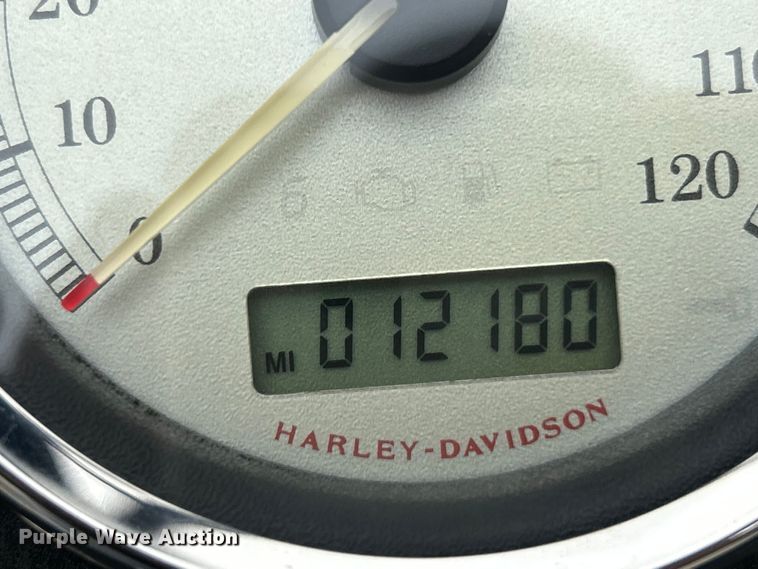 20
10
0
110
120
MI 012180
HARLEY-DAVIDSON
Purple Wave Auction